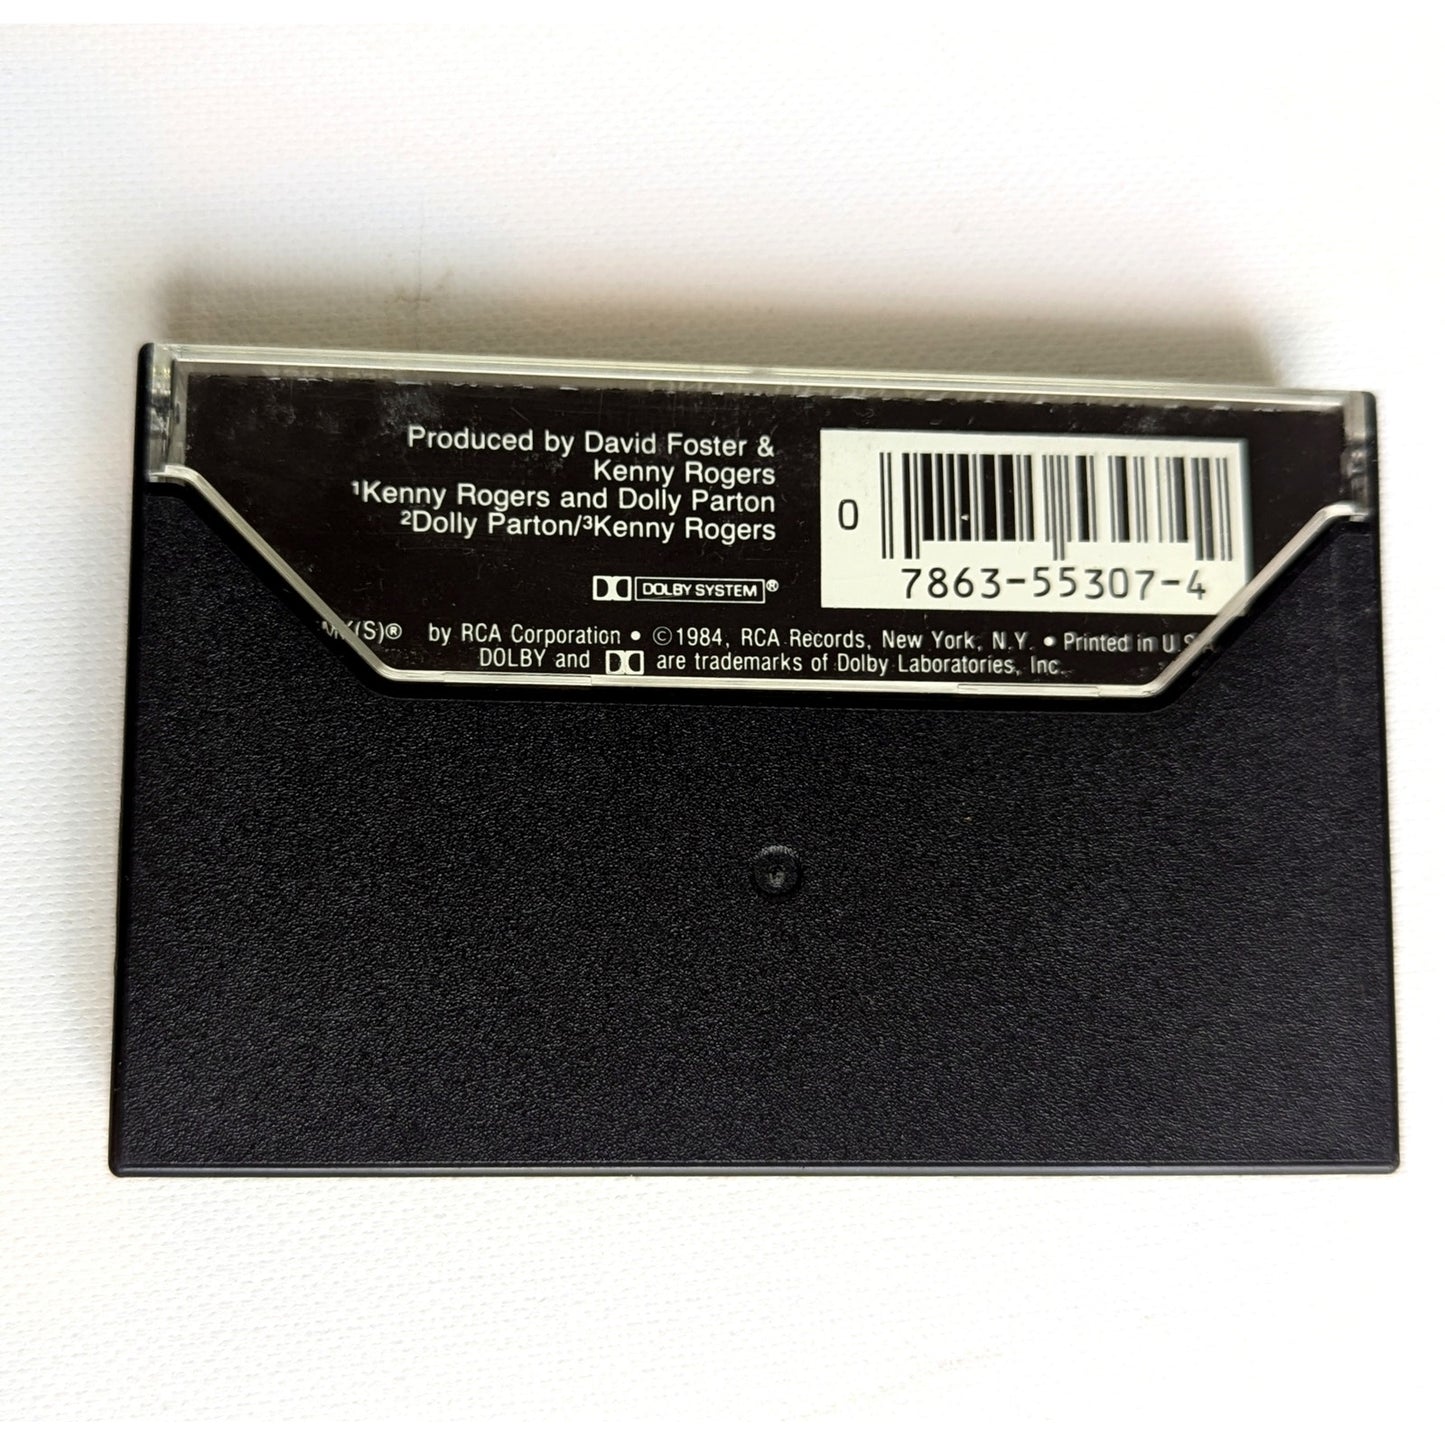 Produced by David Foster &
Kenny Rogers
¹Kenny Rogers and Dolly Parton
²Dolly Parton/³Kenny Rogers
DOLBY SYSTEM®
0
7863-55307-4
by RCA Corporation • ©1984, RCA Records, New York, N.Y. • Printed in U.S.A.
DOLBY and are trademarks of Dolby Laboratories, Inc.